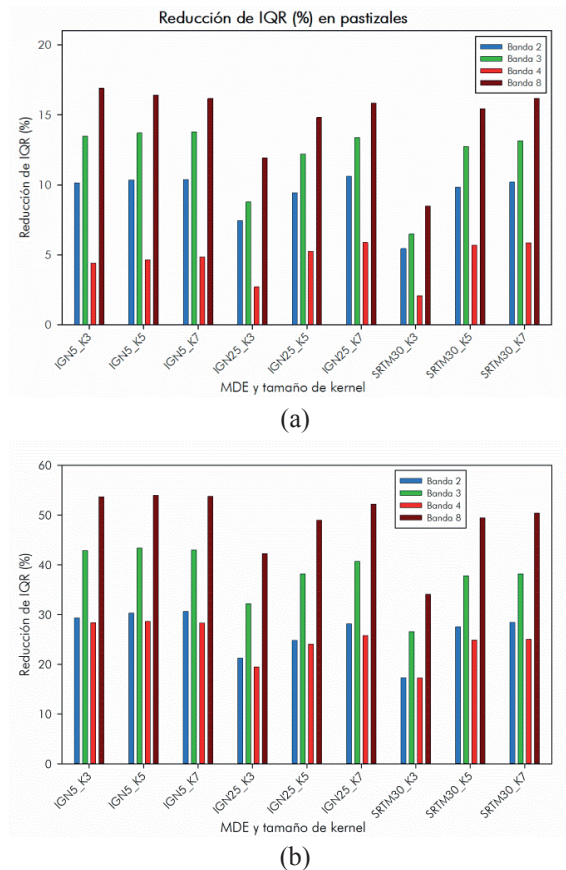 Reducción de IQR (%) en pastizales
Banda 2
Banda 3
Banda 4
Banda 8
Reducción de IQR (%)
20
15
10
5
0
IGN5_K3
IGN5_K5
IGN5_K7
IGN25_K3
IGN25_K5
IGN25_K7
SRTM30_K3
SRTM30_K5
SRTM30_K7
MDE y tamaño de kernel
(a)
Banda 2
Banda 3
Banda 4
Banda 8
Reducción de IQR (%)
60
50
40
30
20
10
0
IGN5_K3
IGN5_K5
IGN5_K7
IGN25_K3
IGN25_K5
IGN25_K7
SRTM30_K3
SRTM30_K5
SRTM30_K7
MDE y tamaño de kernel
(b)